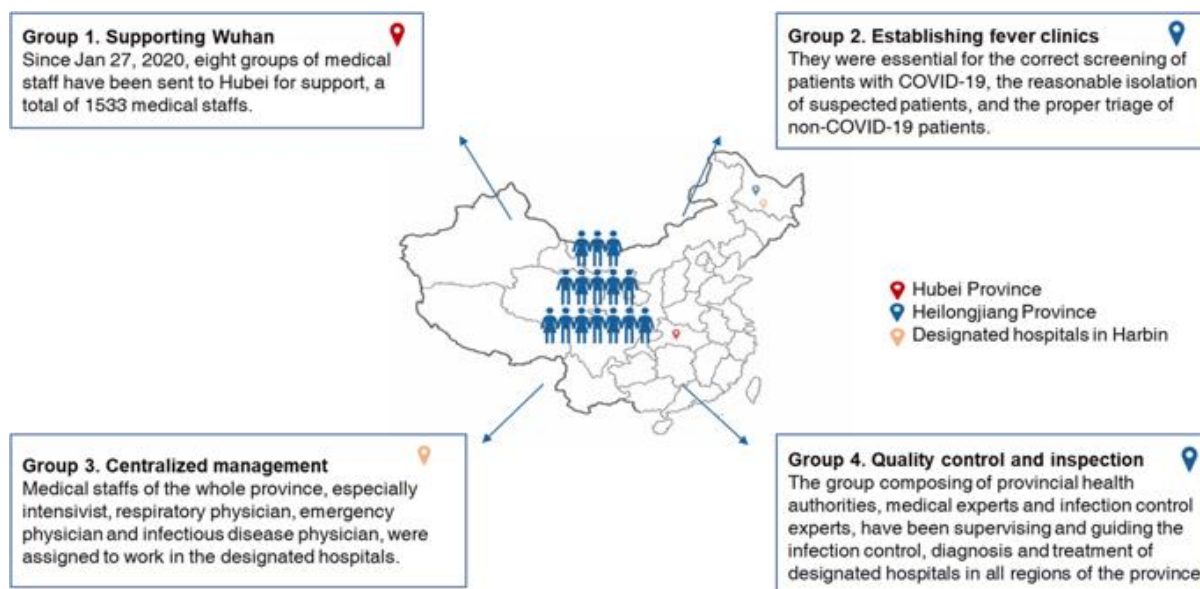 Group 1. Supporting Wuhan
Since Jan 27, 2020, eight groups of medical
staff have been sent to Hubei for support, a
total of 1533 medical staffs.
Group 2. Establishing fever clinics
They were essential for the correct screening of
patients with COVID-19, the reasonable isolation
of suspected patients, and the proper triage of
non-COVID-19 patients.
Hubei Province
Heilongjiang Province
Designated hospitals in Harbin
Group 3. Centralized management
Medical staffs of the whole province, especially
intensivist, respiratory physician, emergency
physician and infectious disease physician, were
assigned to work in the designated hospitals.
Group 4. Quality control and inspection
The group composing of provincial health
authorities, medical experts and infection control
experts, have been supervising and guiding the
infection control, diagnosis and treatment of
designated hospitals in all regions of the province